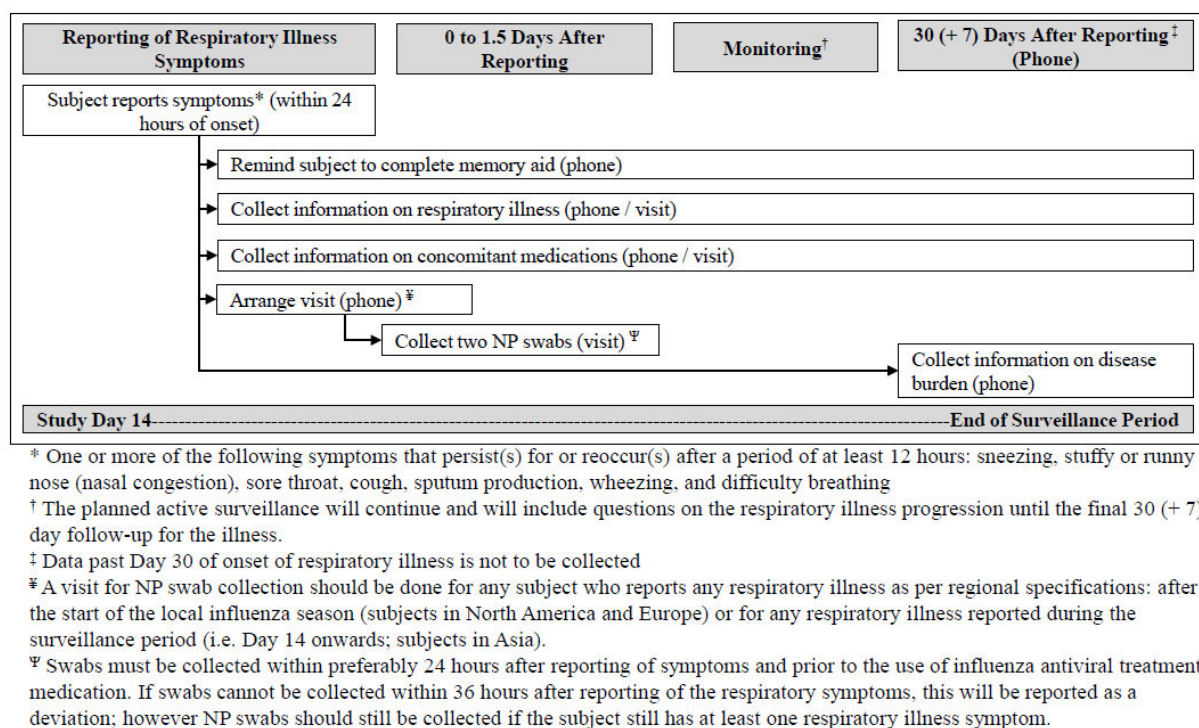 Reporting of Respiratory Illness
Symptoms
0 to 1.5 Days After
Reporting
Monitoring†
30 (+ 7) Days After Reporting‡
(Phone)
Subject reports symptoms* (within 24
hours of onset)
Remind subject to complete memory aid (phone)
Collect information on respiratory illness (phone / visit)
Collect information on concomitant medications (phone / visit)
Arrange visit (phone) ¥
Collect two NP swabs (visit) Ψ
Collect information on disease
burden (phone)
Study Day 14------------------------------------------------------------------------End of Surveillance Period
* One or more of the following symptoms that persist(s) for or reoccur(s) after a period of at least 12 hours: sneezing, stuffy or runny
nose (nasal congestion), sore throat, cough, sputum production, wheezing, and difficulty breathing
† The planned active surveillance will continue and will include questions on the respiratory illness progression until the final 30 (+ 7)
day follow-up for the illness.
‡ Data past Day 30 of onset of respiratory illness is not to be collected
¥ A visit for NP swab collection should be done for any subject who reports any respiratory illness as per regional specifications: after
the start of the local influenza season (subjects in North America and Europe) or for any respiratory illness reported during the
surveillance period (i.e. Day 14 onwards; subjects in Asia).
Ψ Swabs must be collected within preferably 24 hours after reporting of symptoms and prior to the use of influenza antiviral treatment
medication. If swabs cannot be collected within 36 hours after reporting of the respiratory symptoms, this will be reported as a
deviation; however NP swabs should still be collected if the subject still has at least one respiratory illness symptom.